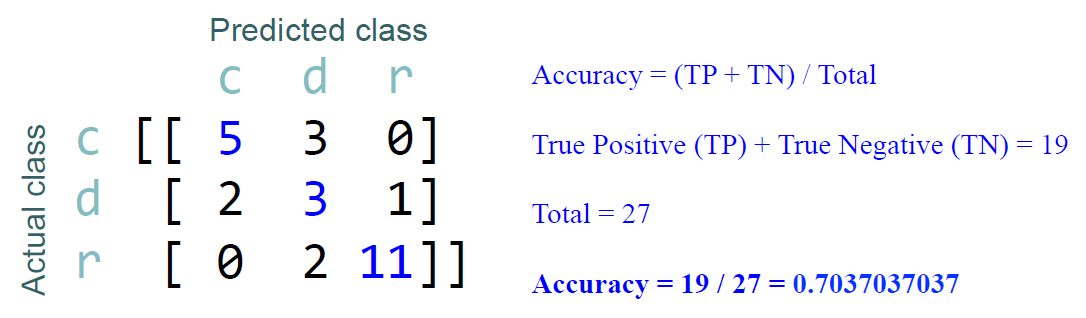 Predicted class
c d r
Actual class
c [[ 5 3 0]
d [ 2 3 1]
r [ 0 2 11]]
Accuracy = (TP + TN) / Total
True Positive (TP) + True Negative (TN) = 19
Total = 27
Accuracy = 19 / 27 = 0.7037037037